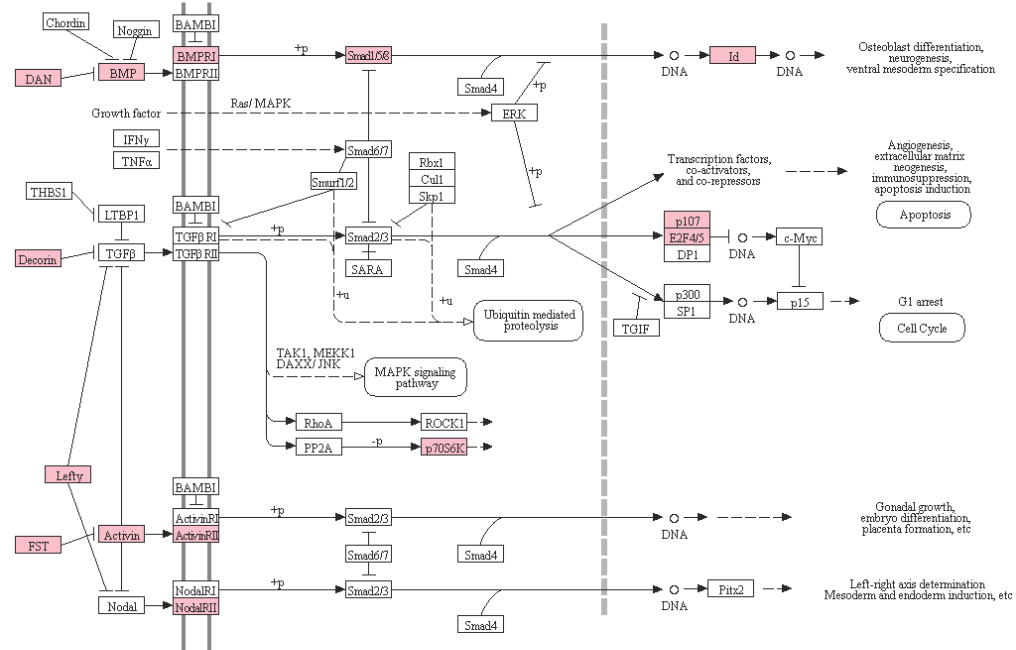 Chordin
Noggin
BAMBI
DAN
BMP
BMPRI
BMPRII
+p
Smad1/5/8
Smad4
DNA
Id
DNA
Osteoblast differentiation,
neurogenesis,
ventral mesoderm specification
Growth factor
Ras/ MAPK
ERK
+p
+p
IFNγ
TNFα
Smad6/7
Smurf1/2
Rbx1
Cul1
Skp1
Transcription factors,
co-activators,
and co-repressors
Angiogenesis,
extracellular matrix
neogenesis,
immunosuppression,
apoptosis induction
Apoptosis
THBS1
LTBP1
BAMBI
Decorin
TGFβ
TGFβ RI
TGFβ RII
+p
Smad2/3
SARA
Smad4
p107
E2F4/5
DP1
DNA
c-Myc
+u
+u
Ubiquitin mediated
proteolysis
TGIF
p300
SP1
DNA
p15
G1 arrest
Cell Cycle
TAK1, MEKK1
DAXX/ JNK
MAPK signaling
pathway
RhoA
ROCK1
PP2A
-p
p70S6K
Lefty
BAMBI
FST
Activin
ActivinRI
ActivinRII
+p
Smad2/3
Smad4
DNA
Gonadal growth,
embryo differentiation,
placenta formation, etc
Smad6/7
Nodal
NodalRI
NodalRII
+p
Smad2/3
Smad4
DNA
Pitx2
Left-right axis determination
Mesoderm and endoderm induction, etc